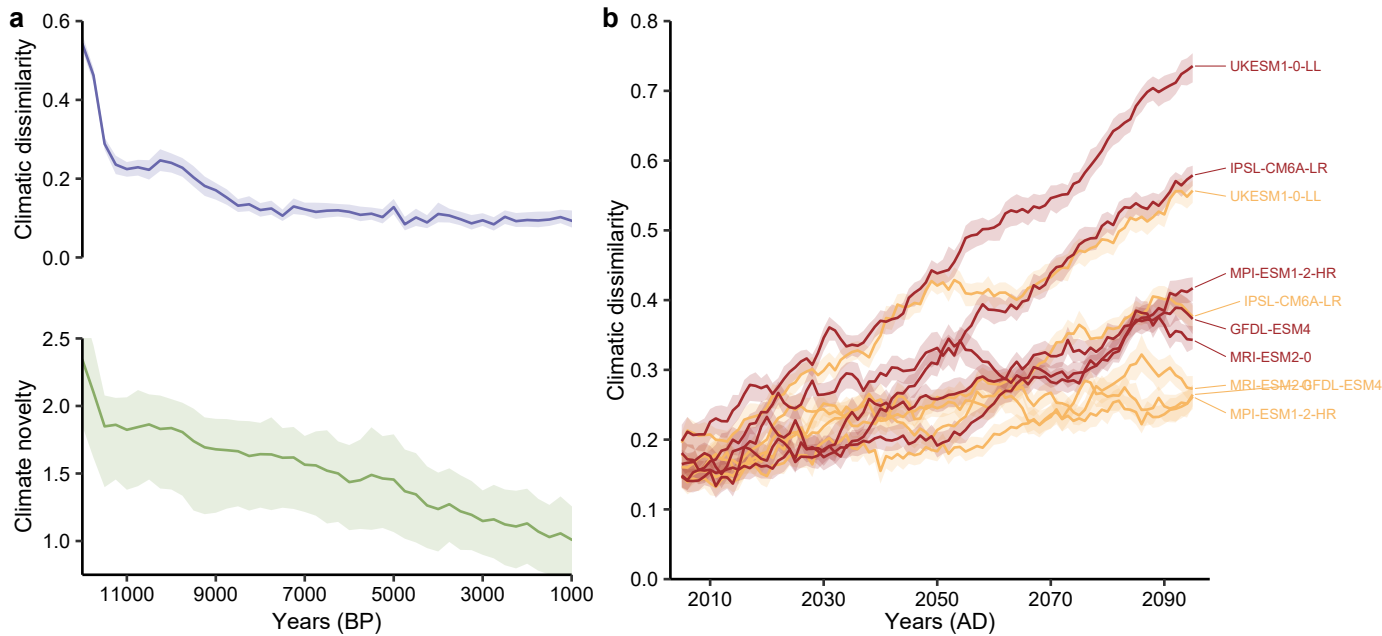 a
Climatic dissimilarity
0.6
0.4
0.2
0.0
Climate novelty
2.5
2.0
1.5
1.0
11000 9000 7000 5000 3000 1000
Years (BP)
b
Climatic dissimilarity
0.8
0.7
0.6
0.5
0.4
0.3
0.2
0.1
0.0
2010 2030 2050 2070 2090
Years (AD)
UKESM1-0-LL
IPSL-CM6A-LR
UKESM1-0-LL
MPI-ESM1-2-HR
IPSL-CM6A-LR
GFDL-ESM4
MRI-ESM2-0
MRI-ESM2-0 GFDL-ESM4
MPI-ESM1-2-HR